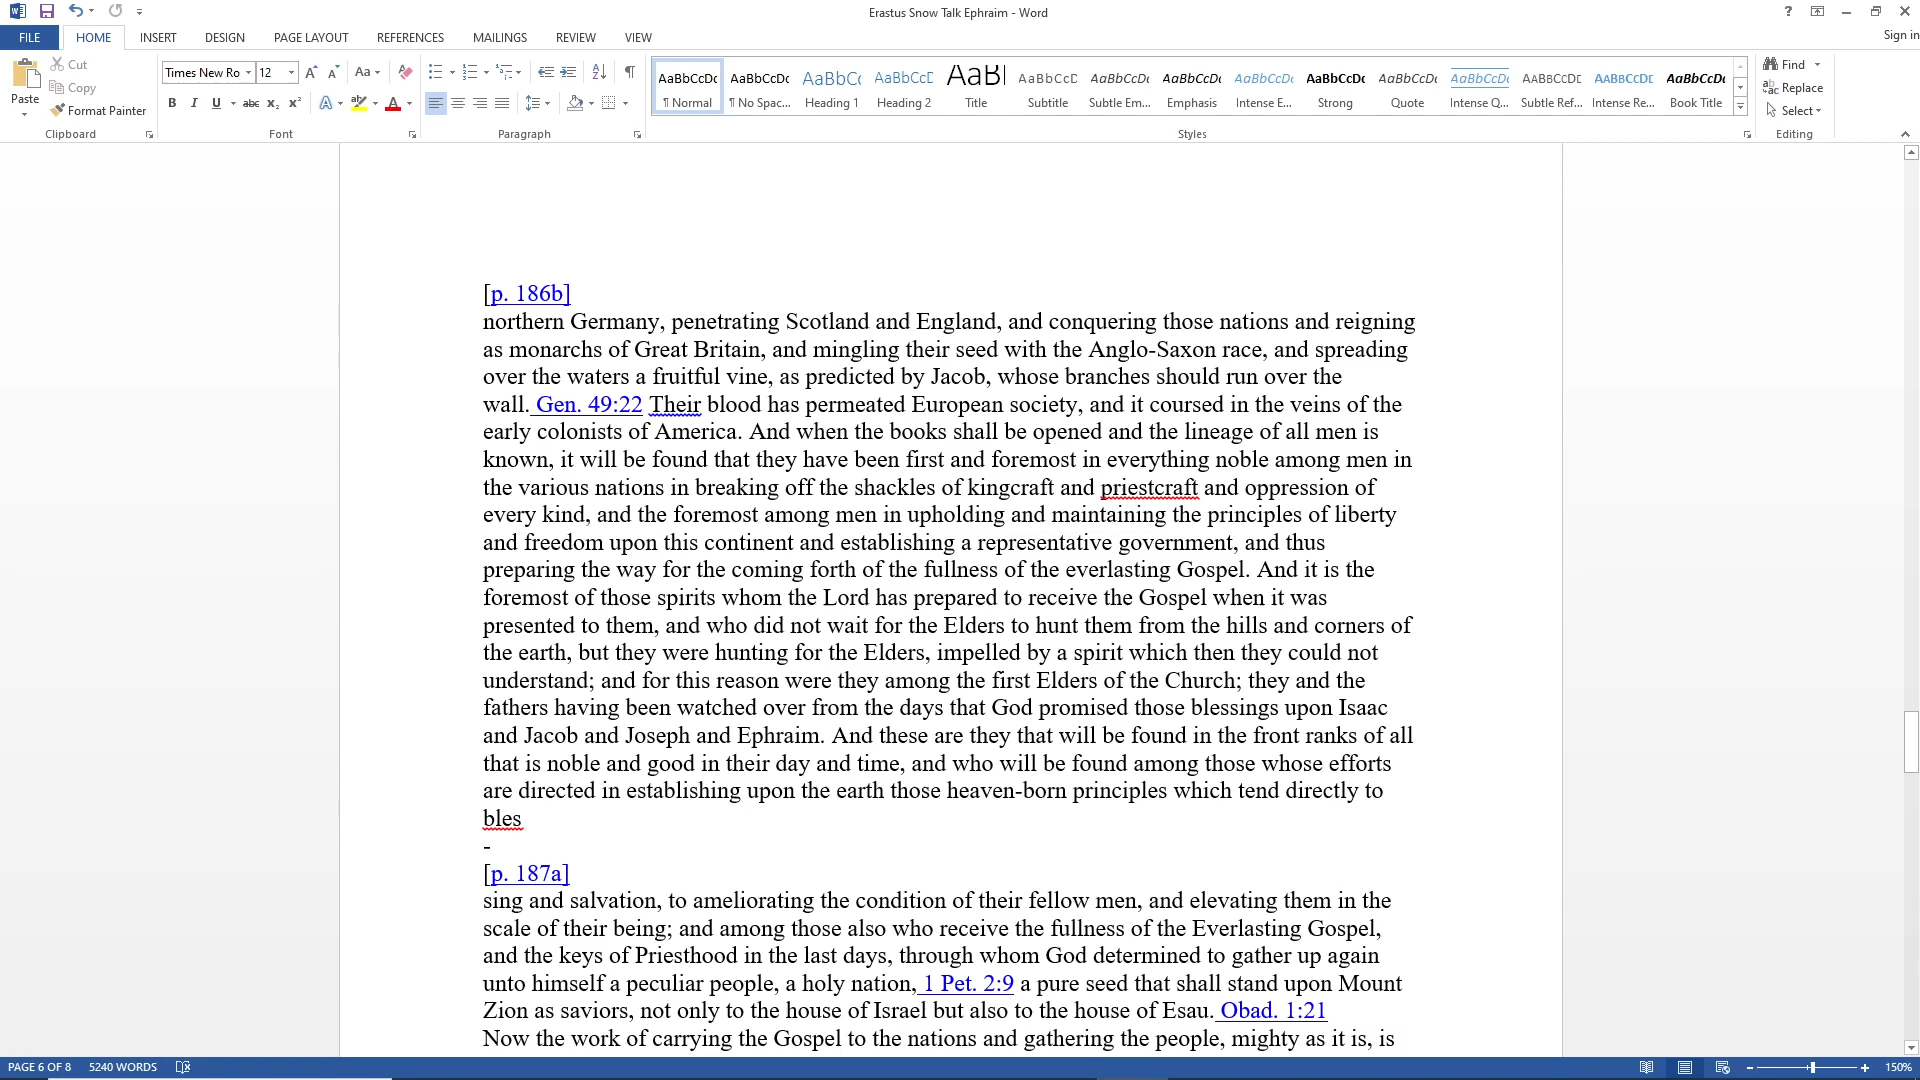 Erastus Snow Talk Ephraim - Word
?
Sign in
FILE HOME INSERT DESIGN PAGE LAYOUT REFERENCES MAILINGS REVIEW VIEW
Paste
Cut
Copy
Format Painter
Clipboard
Times New Ro 12
Aa
B I U abc x₂ x²
Font
Paragraph
AaBbCcDc AaBbCcDc AaBbCc AaBbCcD AaB AaBbCcD AaBbCcDc AaBbCcDc AaBbCcDc AaBbCcDc AaBbCcDc AaBbCcDc AaBbCcDc AaBbCcDc AaBbCcDc
¶ Normal ¶ No Spac... Heading 1 Heading 2 Title Subtitle Subtle Em... Emphasis Intense E... Strong Quote Intense Q... Subtle Ref... Intense Re... Book Title
Styles
Find
Replace
Select
Editing
[p. 186b]
northern Germany, penetrating Scotland and England, and conquering those nations and reigning
as monarchs of Great Britain, and mingling their seed with the Anglo-Saxon race, and spreading
over the waters a fruitful vine, as predicted by Jacob, whose branches should run over the
wall. Gen. 49:22 Their blood has permeated European society, and it coursed in the veins of the
early colonists of America. And when the books shall be opened and the lineage of all men is
known, it will be found that they have been first and foremost in everything noble among men in
the various nations in breaking off the shackles of kingcraft and priestcraft and oppression of
every kind, and the foremost among men in upholding and maintaining the principles of liberty
and freedom upon this continent and establishing a representative government, and thus
preparing the way for the coming forth of the fullness of the everlasting Gospel. And it is the
foremost of those spirits whom the Lord has prepared to receive the Gospel when it was
presented to them, and who did not wait for the Elders to hunt them from the hills and corners of
the earth, but they were hunting for the Elders, impelled by a spirit which then they could not
understand; and for this reason were they among the first Elders of the Church; they and the
fathers having been watched over from the days that God promised those blessings upon Isaac
and Jacob and Joseph and Ephraim. And these are they that will be found in the front ranks of all
that is noble and good in their day and time, and who will be found among those whose efforts
are directed in establishing upon the earth those heaven-born principles which tend directly to
bles
-
[p. 187a]
sing and salvation, to ameliorating the condition of their fellow men, and elevating them in the
scale of their being; and among those also who receive the fullness of the Everlasting Gospel,
and the keys of Priesthood in the last days, through whom God determined to gather up again
unto himself a peculiar people, a holy nation, 1 Pet. 2:9 a pure seed that shall stand upon Mount
Zion as saviors, not only to the house of Israel but also to the house of Esau. Obad. 1:21
Now the work of carrying the Gospel to the nations and gathering the people, mighty as it is, is
PAGE 6 OF 8 5240 WORDS
150%